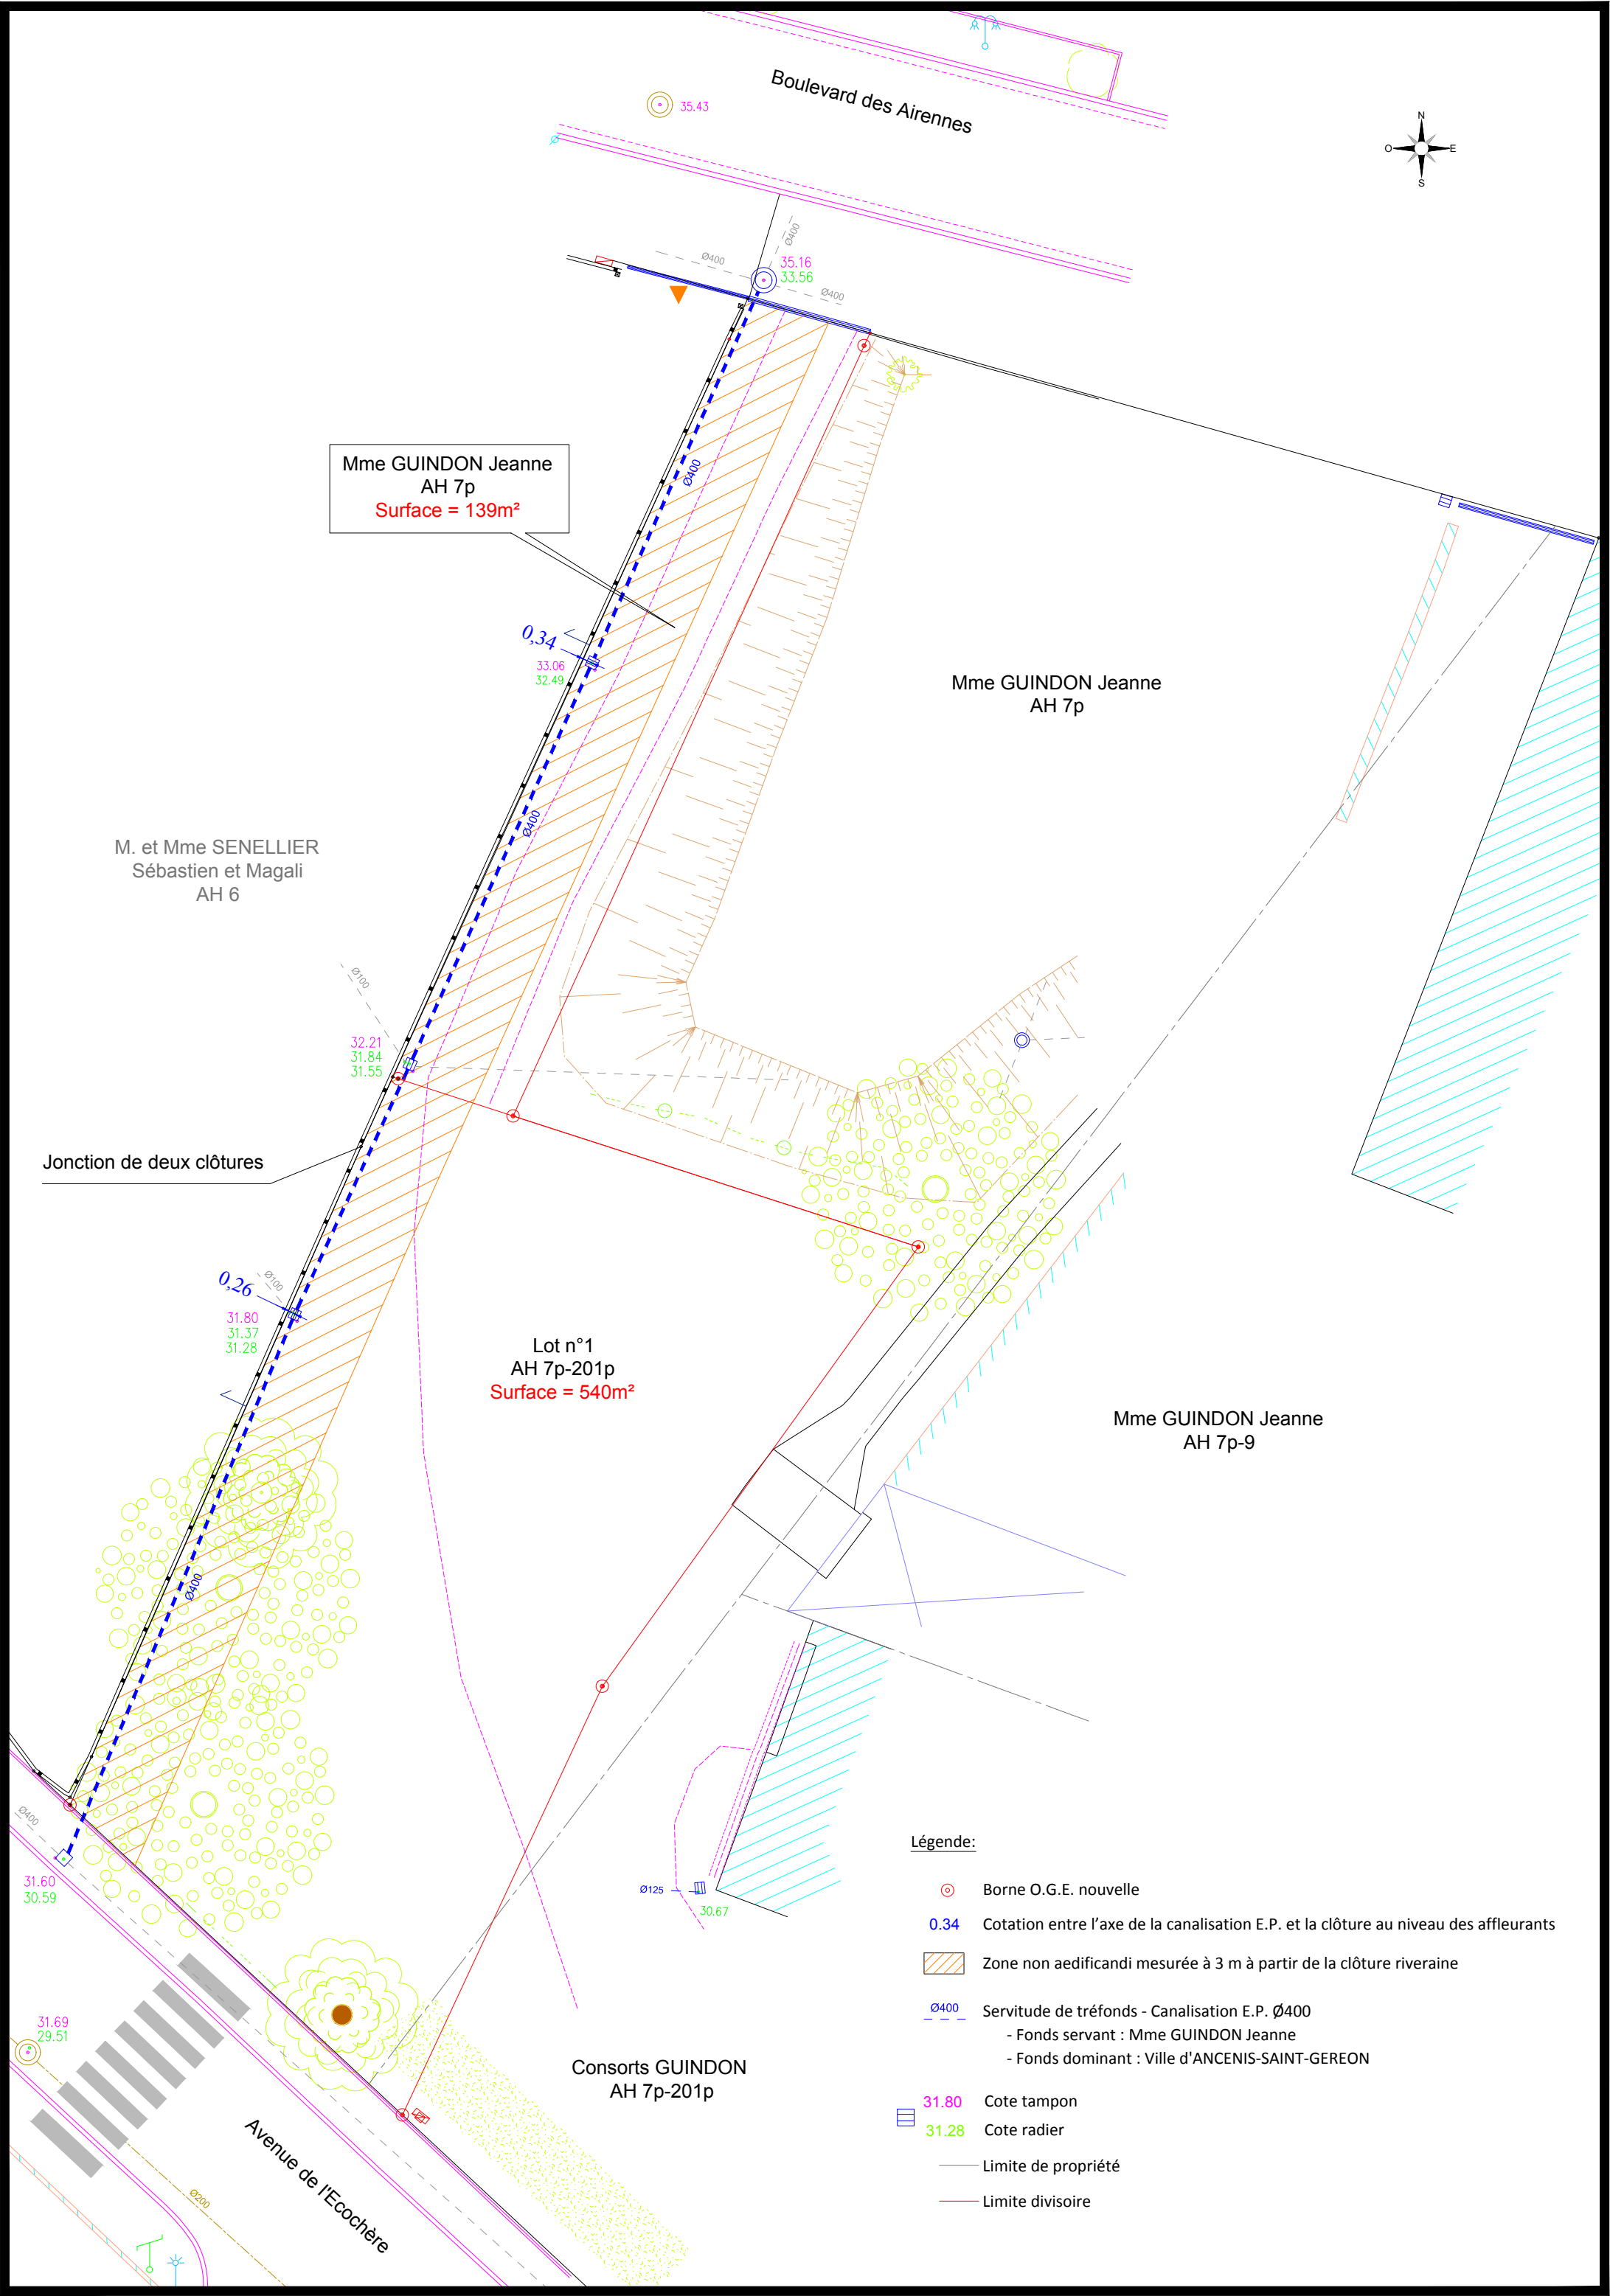 Boulevard des Airennes
35.43
N
O
E
S
Ø400
Ø400
35.16
33.56
Ø400
Mme GUINDON Jeanne
AH 7p
Surface = 139m²
Ø400
0,34
33.06
32.49
Mme GUINDON Jeanne
AH 7p
Ø400
M. et Mme SENELLIER
Sébastien et Magali
AH 6
Ø100
32.21
31.84
31.55
Jonction de deux clôtures
0,26
Ø100
31.80
31.37
31.28
Lot n°1
AH 7p-201p
Surface = 540m²
Mme GUINDON Jeanne
AH 7p-9
Ø400
Ø400
31.60
30.59
Ø125
30.67
31.69
29.51
Consorts GUINDON
AH 7p-201p
Avenue de l'Ecochère
Ø200
Légende:
Borne O.G.E. nouvelle
0.34 Cotation entre l'axe de la canalisation E.P. et la clôture au niveau des affleurants
Zone non aedificandi mesurée à 3 m à partir de la clôture riveraine
Ø400 Servitude de tréfonds - Canalisation E.P. Ø400
- Fonds servant : Mme GUINDON Jeanne
- Fonds dominant : Ville d'ANCENIS-SAINT-GEREON
31.80 Cote tampon
31.28 Cote radier
Limite de propriété
Limite divisoire